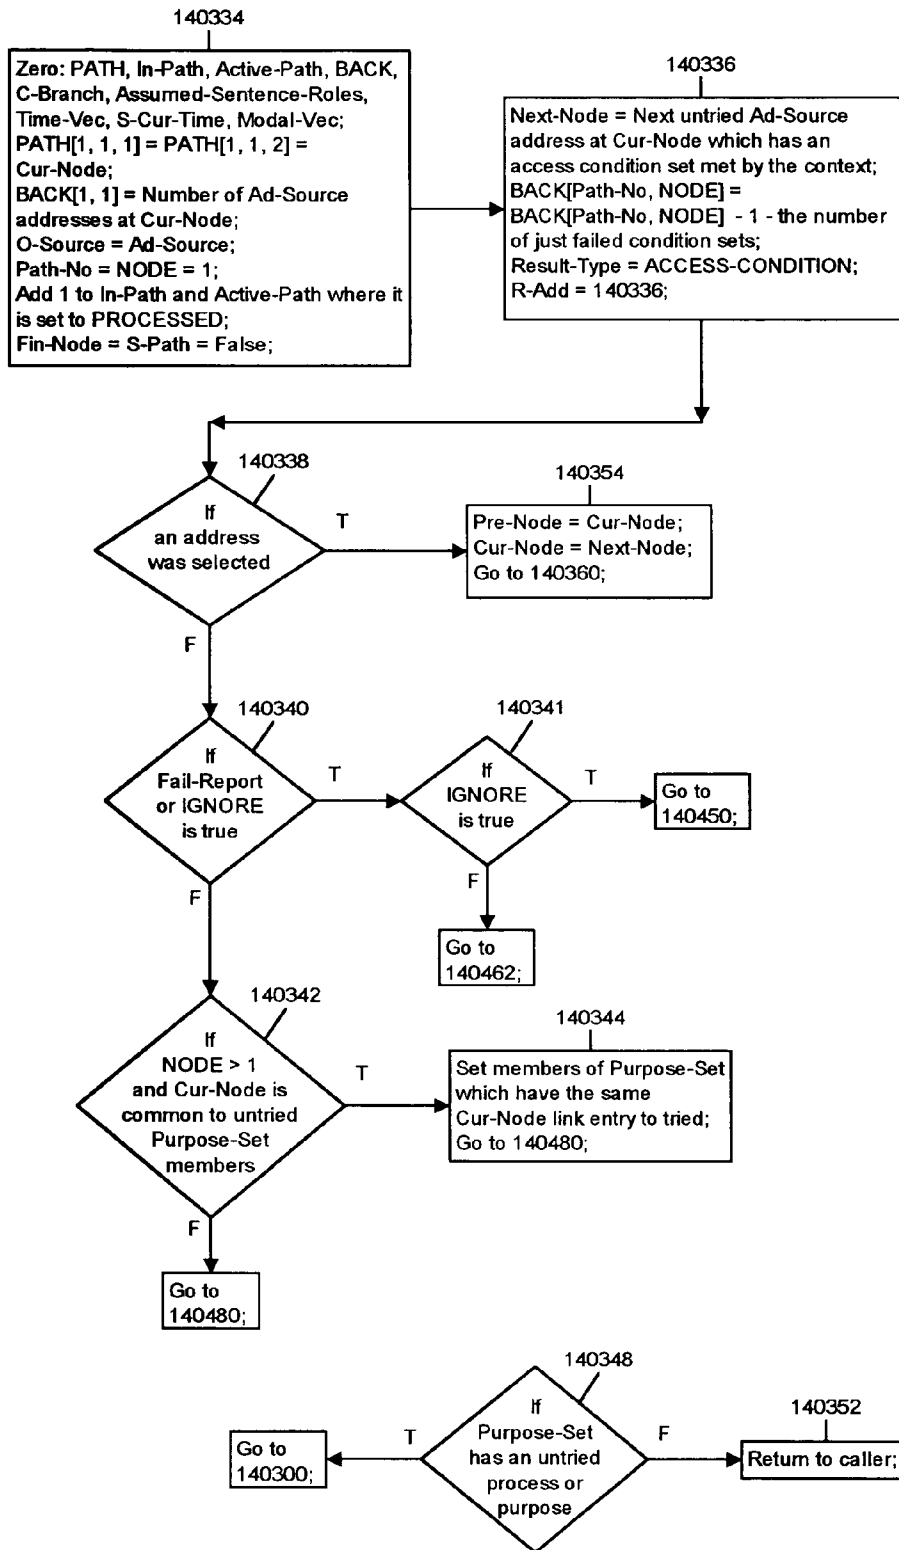 140334
Zero: PATH, In-Path, Active-Path, BACK,
C-Branch, Assumed-Sentence-Roles,
Time-Vec, S-Cur-Time, Modal-Vec;
PATH[1, 1, 1] = PATH[1, 1, 2] =
Cur-Node;
BACK[1, 1] = Number of Ad-Source
addresses at Cur-Node;
O-Source = Ad-Source;
Path-No = NODE = 1;
Add 1 to In-Path and Active-Path where it
is set to PROCESSED;
Fin-Node = S-Path = False;
140336
Next-Node = Next untried Ad-Source
address at Cur-Node which has an
access condition set met by the context;
BACK[Path-No, NODE] =
BACK[Path-No, NODE] - 1 - the number
of just failed condition sets;
Result-Type = ACCESS-CONDITION;
R-Add = 140336;
140338
If
an address
was selected
T
F
140354
Pre-Node = Cur-Node;
Cur-Node = Next-Node;
Go to 140360;
140340
If
Fail-Report
or IGNORE
is true
T
F
140341
If
IGNORE
is true
T
F
Go to
140450;
Go to
140462;
140342
If
NODE > 1
and Cur-Node is
common to untried
Purpose-Set
members
T
F
140344
Set members of Purpose-Set
which have the same
Cur-Node link entry to tried;
Go to 140480;
Go to
140480;
140348
If
Purpose-Set
has an untried
process or
purpose
T
F
Go to
140300;
140352
Return to caller;